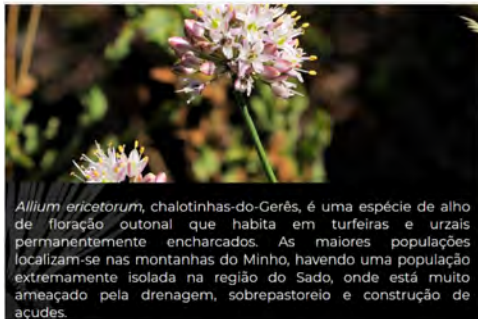 Allium ericetorum, chalotinhas-do-Gerês, é uma espécie de alho
de floração outonal que habita em turfeiras e urzais
permanentemente encharcados. As maiores populações
localizam-se nas montanhas do Minho, havendo uma população
extremamente isolada na região do Sado, onde está muito
ameaçado pela drenagem, sobrepastoreio e construção de
açudes.